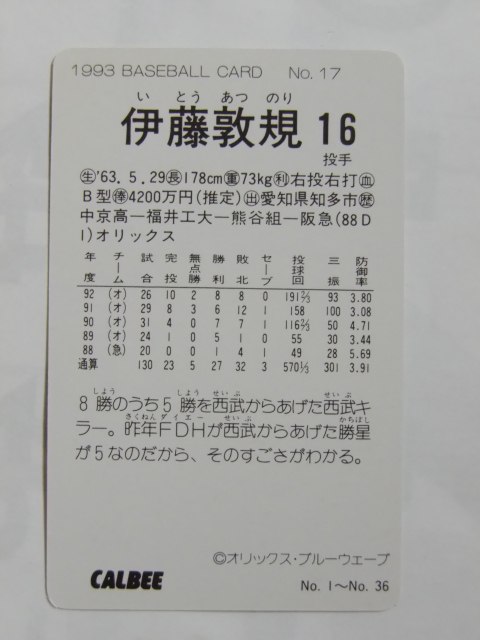 1993 BASEBALL CARD No. 17
い とう あつ のり
伊藤敦規 16
投手
生'63. 5. 29長178cm重73kg利右投右打血
B型俸4200万円(推定)出愛知県知多市歴
中京高―福井工大―熊谷組―阪急(88D
1)オリックス
年度 チーム 試合 完投 無点勝 勝利 敗北 セーブ 投球回 三振 防御率
92 (オ) 26 10 2 8 8 0 191⅔ 93 3.80
91 (オ) 29 8 3 6 12 1 158 100 3.08
90 (オ) 31 4 0 7 7 1 116⅔ 50 4.71
89 (オ) 24 1 0 5 1 0 55 30 3.44
88 (急) 20 0 0 1 4 1 49 28 5.69
通算 130 23 5 27 32 3 570⅓ 301 3.91
しょう しょう せいぶ せいぶ
8勝のうち5勝を西武からあげた西武キ
さくねんダイエー せいぶ かちぼし
ラー。昨年FDHが西武からあげた勝星
が5なのだから、そのすごさがわかる。
©オリックス・ブルーウェーブ
CALBEE No. 1〜No. 36